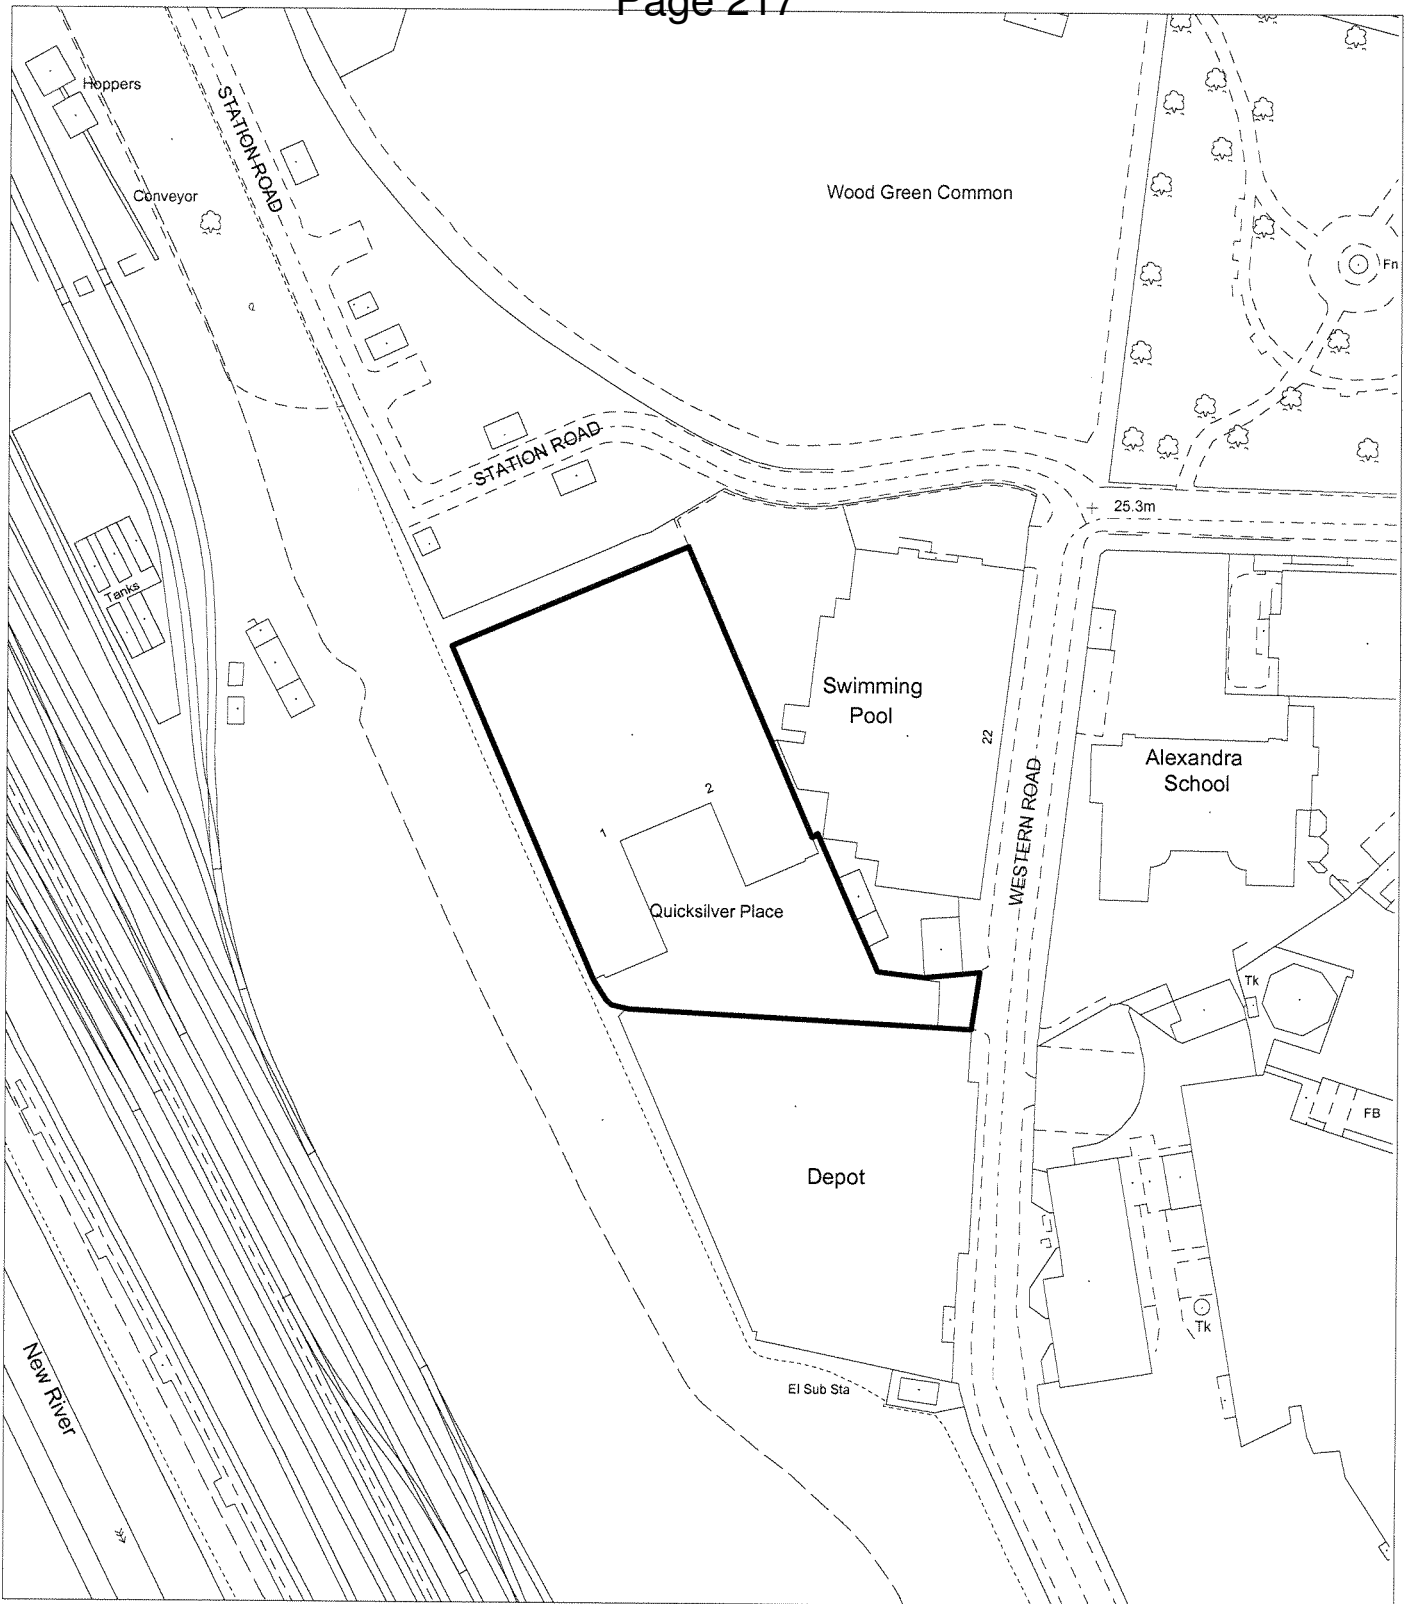 Page 217
Hoppers
STATION ROAD
Conveyor
Wood Green Common
Fn
STATION ROAD
25.3m
Tanks
Swimming
Pool
22
Alexandra
School
WESTERN ROAD
2
1
Quicksilver Place
Tk
FB
Depot
Tk
New River
El Sub Sta